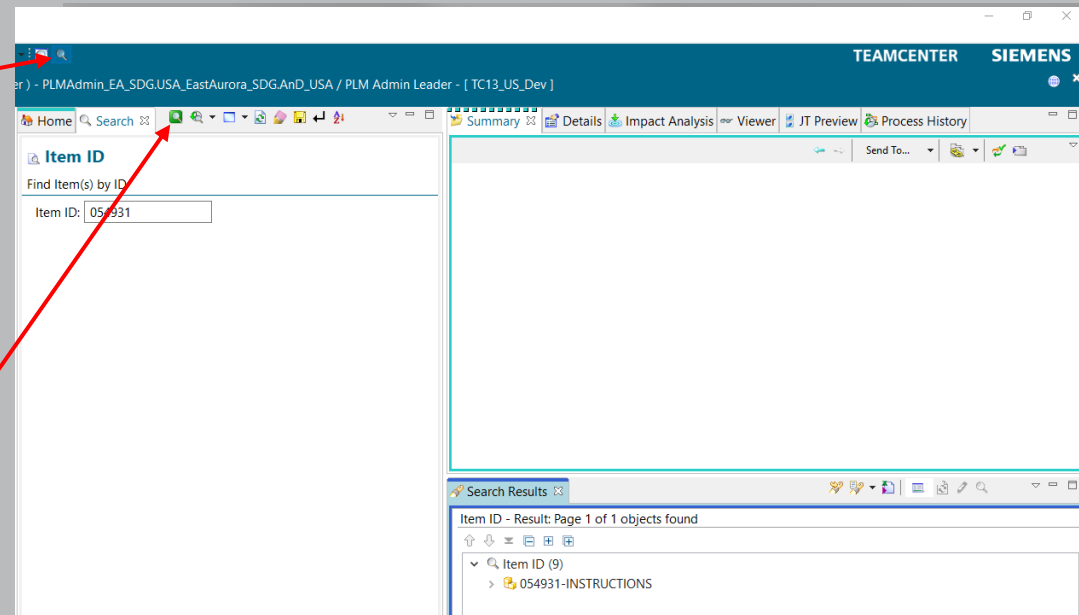 TEAMCENTER SIEMENS
er ) - PLMAdmin_EA_SDG.USA_EastAurora_SDG.AnD_USA / PLM Admin Leader - [ TC13_US_Dev ]
Home Search Summary Details Impact Analysis Viewer JT Preview Process History
Send To...
Item ID
Find Item(s) by ID
Item ID: 054931
Search Results
Item ID - Result: Page 1 of 1 objects found
Item ID (9)
054931-INSTRUCTIONS